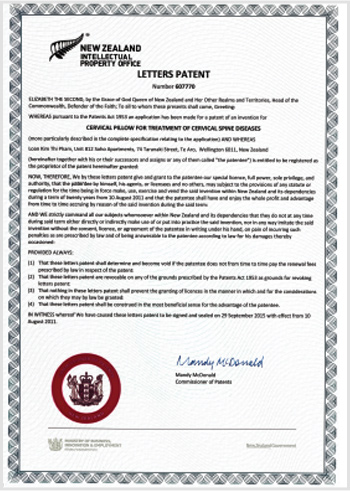 NEW ZEALAND
INTELLECTUAL
PROPERTY OFFICE
LETTERS PATENT
Number 607770
ELIZABETH THE SECOND, by the Grace of God Queen of New Zealand and Her Other Realms and Territories, Head of the
Commonwealth, Defender of the Faith: To all to whom these presents shall come, Greeting:
WHEREAS pursuant to the Patents Act 1953 an application has been made for a patent of an invention for
CERVICAL PILLOW FOR TREATMENT OF CERVICAL SPINE DISEASES
(more particularly described in the complete specification relating to the application) AND WHEREAS
Loan Kim Thi Pham, Unit 812 Soho Apartments, 74 Taranaki Street, Te Aro, Wellington 6011, New Zealand
(hereinafter together with his or their successors and assigns or any of them called "the patentee") is entitled to be registered as
the proprietor of the patent hereinafter granted:
NOW, THEREFORE, We by these letters patent give and grant to the patentee our special licence, full power, sole privilege, and
authority, that the patentee by himself, his agents, or licensees and no others, may subject to the provisions of any statute or
regulation for the time being in force make, use, exercise and vend the said invention within New Zealand and its dependencies
during a term of twenty years from 10 August 2011 and that the patentee shall have and enjoy the whole profit and advantage
from time to time accruing by reason of the said invention during the said term:
AND WE strictly command all our subjects whomsoever within New Zealand and its dependencies that they do not at any time
during the said term either directly or indirectly make use of or put into practice the said invention, nor in any way imitate the said
invention without the consent, licence, or agreement of the patentee in writing under his hand, on pain of incurring such
penalties as are prescribed by law and of being answerable to the patentee according to law for his damages thereby
occasioned:
PROVIDED ALWAYS:
(1) That these letters patent shall determine and become void if the patentee does not from time to time pay the renewal fees
prescribed by law in respect of the patent:
(2) That these letters patent are revocable on any of the grounds prescribed by the Patents Act 1953 as grounds for revoking
letters patent:
(3) That nothing in these letters patent shall prevent the granting of licences in the manner in which and for the considerations
on which they may by law be granted:
(4) That these letters patent shall be construed in the most beneficial sense for the advantage of the patentee.
IN WITNESS whereof We have caused these letters patent to be signed and sealed on 29 September 2015 with effect from 10
August 2011.
Mandy McDonald
Mandy McDonald
Commissioner of Patents
MINISTRY OF BUSINESS,
INNOVATION & EMPLOYMENT
New Zealand Government